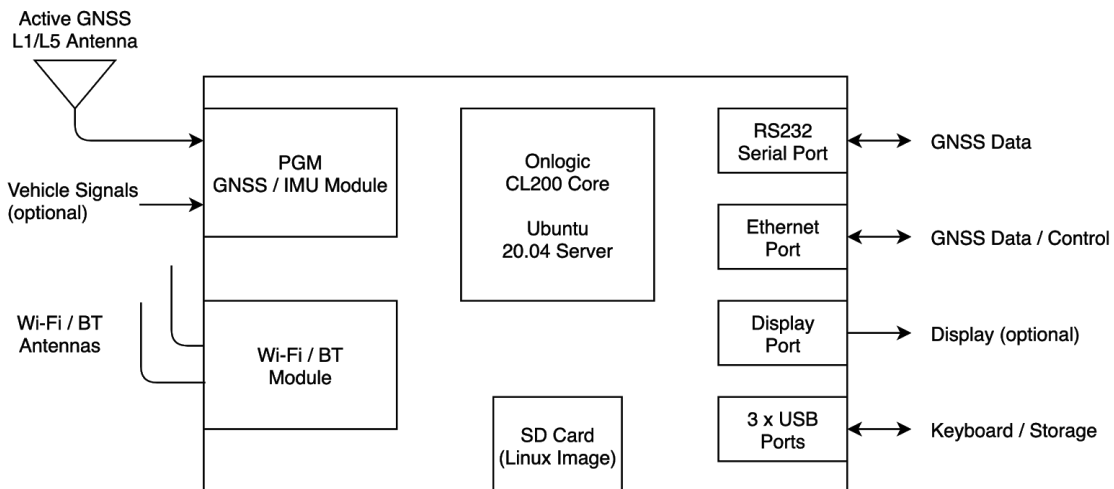 Active GNSS
L1/L5 Antenna
PGM
GNSS / IMU Module
Vehicle Signals
(optional)
Wi-Fi / BT
Antennas
Wi-Fi / BT
Module
Onlogic
CL200 Core
Ubuntu
20.04 Server
SD Card
(Linux Image)
RS232
Serial Port
GNSS Data
Ethernet
Port
GNSS Data / Control
Display
Port
Display (optional)
3 x USB
Ports
Keyboard / Storage